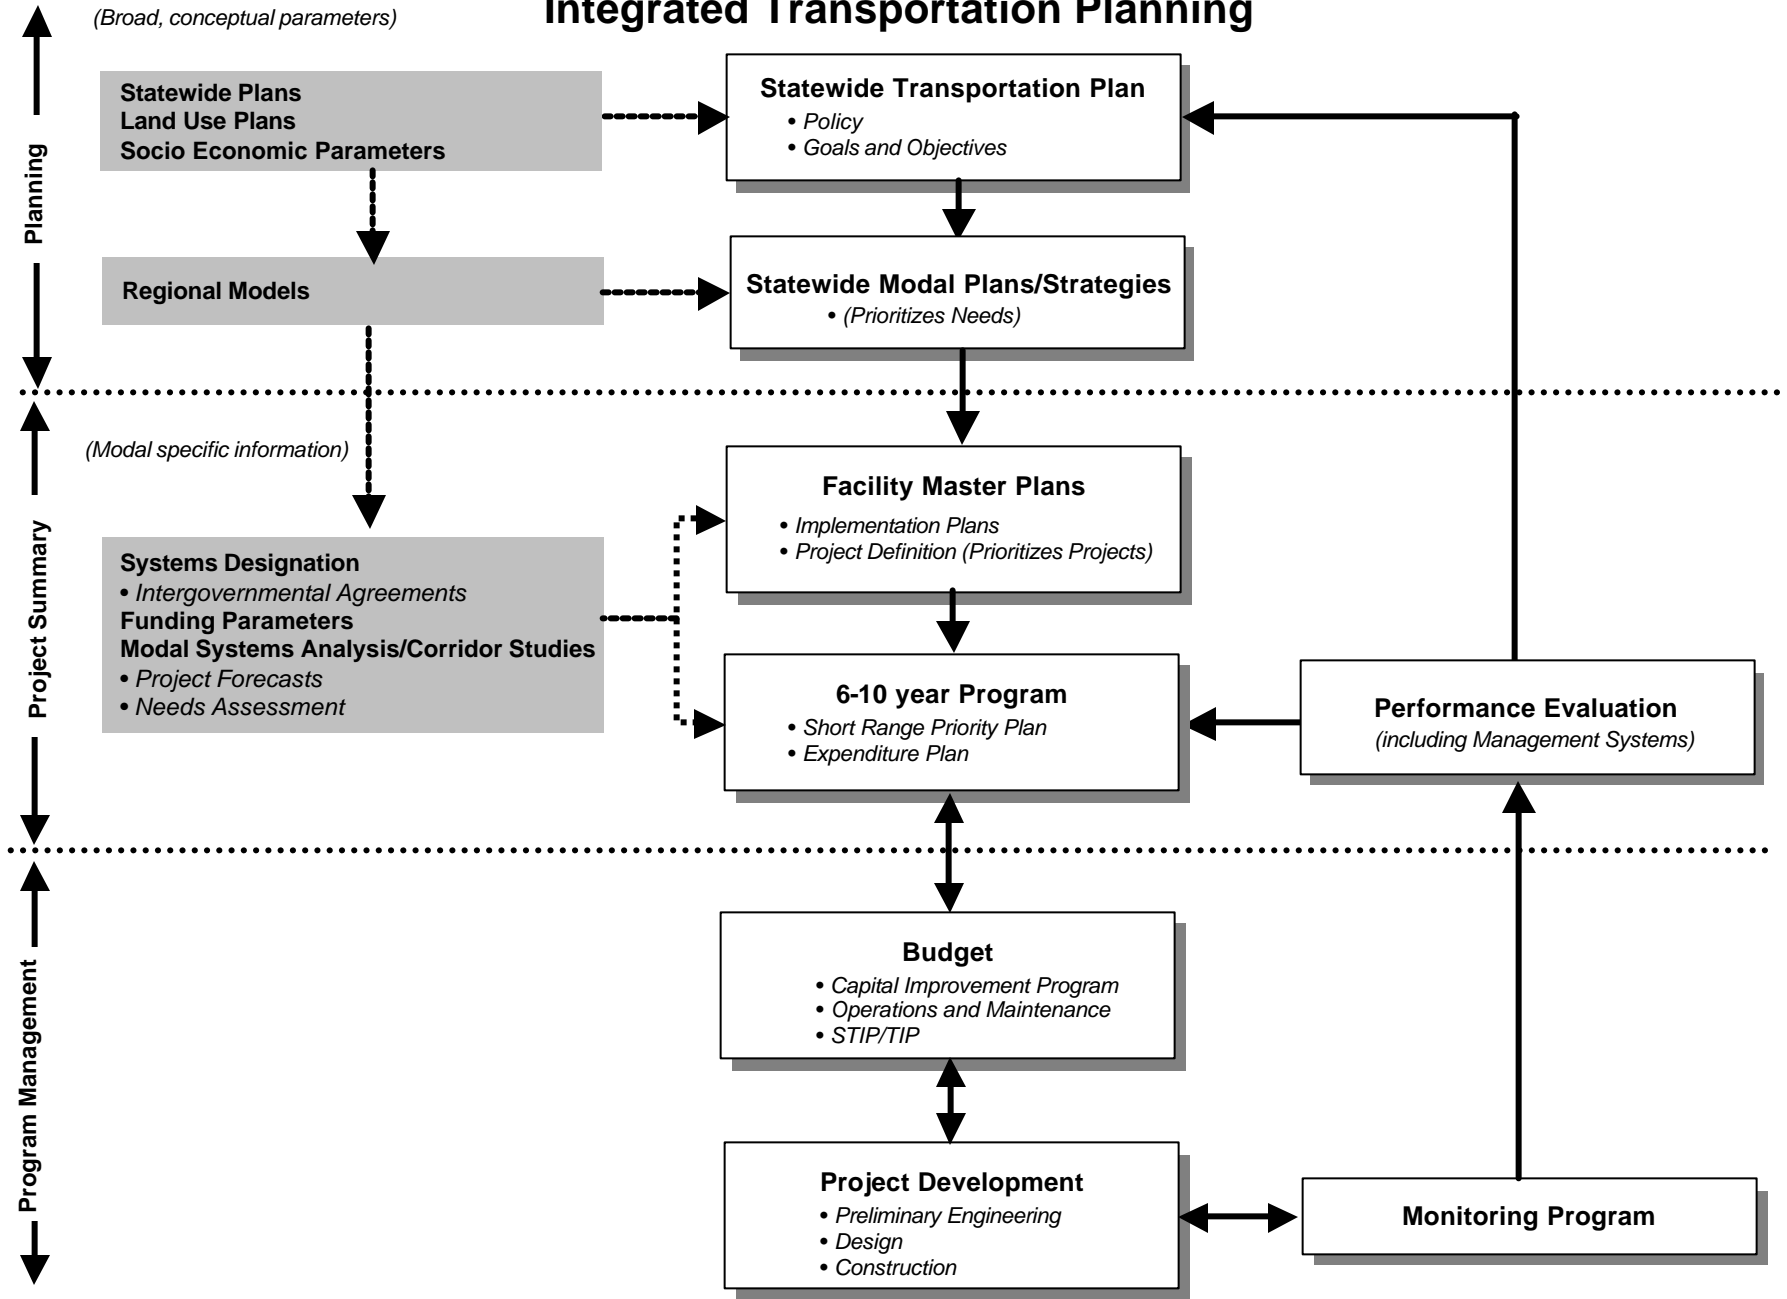 Integrated Transportation Planning
(Broad, conceptual parameters)
Planning
Statewide Plans
Land Use Plans
Socio Economic Parameters
Statewide Transportation Plan
• Policy
• Goals and Objectives
Regional Models
Statewide Modal Plans/Strategies
• (Prioritizes Needs)
Project Summary
(Modal specific information)
Facility Master Plans
• Implementation Plans
• Project Definition (Prioritizes Projects)
Systems Designation
• Intergovernmental Agreements
Funding Parameters
Modal Systems Analysis/Corridor Studies
• Project Forecasts
• Needs Assessment
6-10 year Program
• Short Range Priority Plan
• Expenditure Plan
Performance Evaluation
(including Management Systems)
Program Management
Budget
• Capital Improvement Program
• Operations and Maintenance
• STIP/TIP
Project Development
• Preliminary Engineering
• Design
• Construction
Monitoring Program